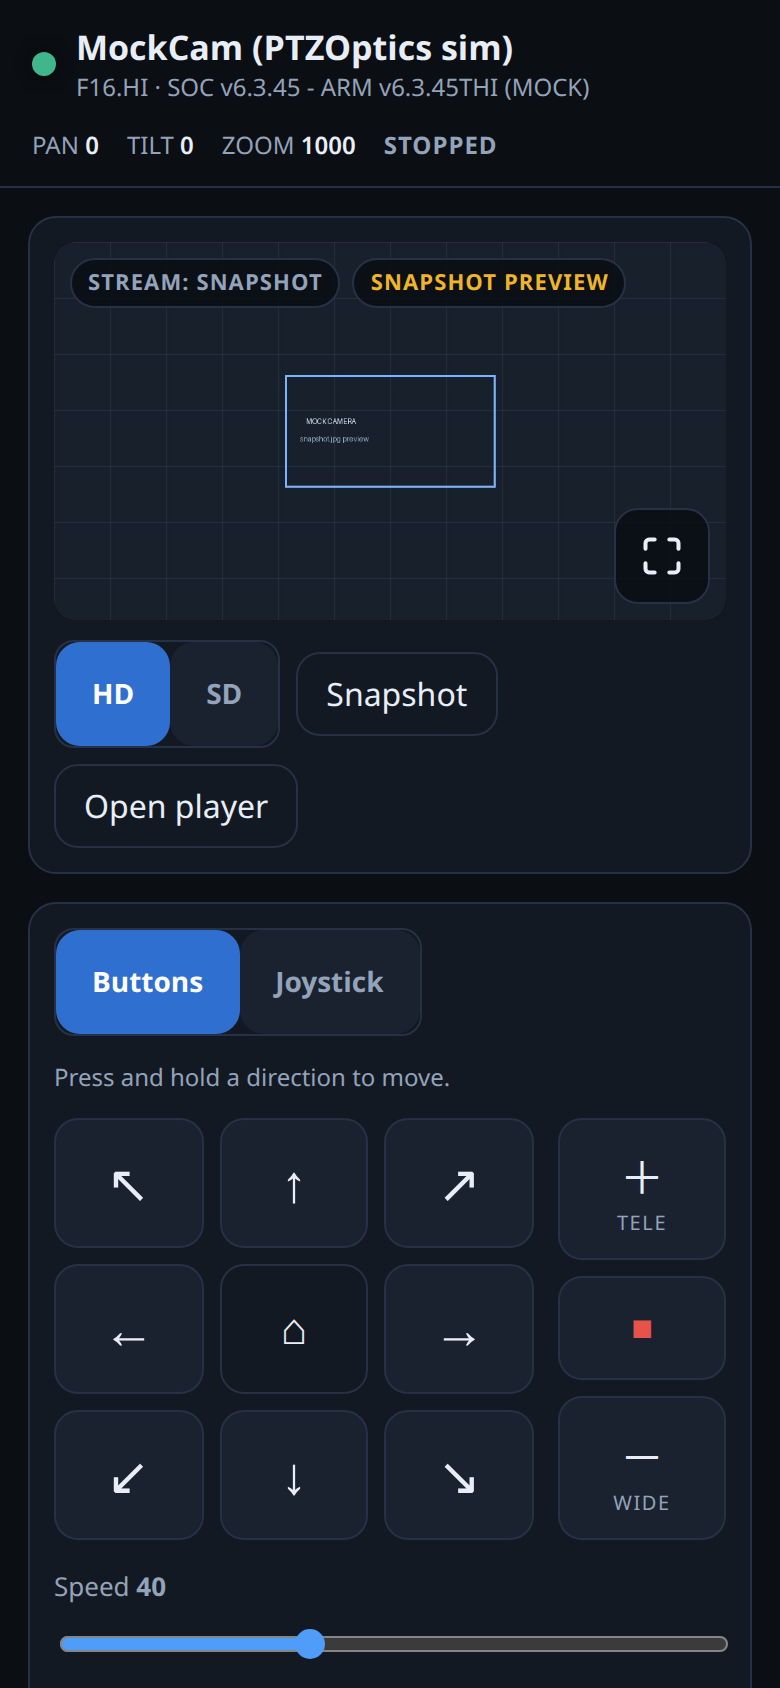 MockCam (PTZOptics sim)
F16.HI · SOC v6.3.45 - ARM v6.3.45THI (MOCK)
PAN 0 TILT 0 ZOOM 1000 STOPPED
STREAM: SNAPSHOT SNAPSHOT PREVIEW
MOCK CAMERA
snapshot.jpg preview
HD SD Snapshot
Open player
Buttons Joystick
Press and hold a direction to move.
↖ ↑ ↗ +
TELE
← ⌂ → ■
↙ ↓ ↘ −
WIDE
Speed 40